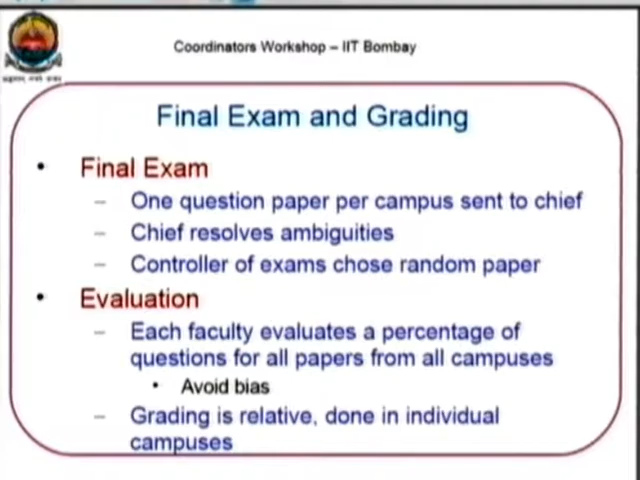 Coordinators Workshop – IIT Bombay
Final Exam and Grading
• Final Exam
– One question paper per campus sent to chief
– Chief resolves ambiguities
– Controller of exams chose random paper
• Evaluation
– Each faculty evaluates a percentage of
questions for all papers from all campuses
• Avoid bias
– Grading is relative, done in individual
campuses